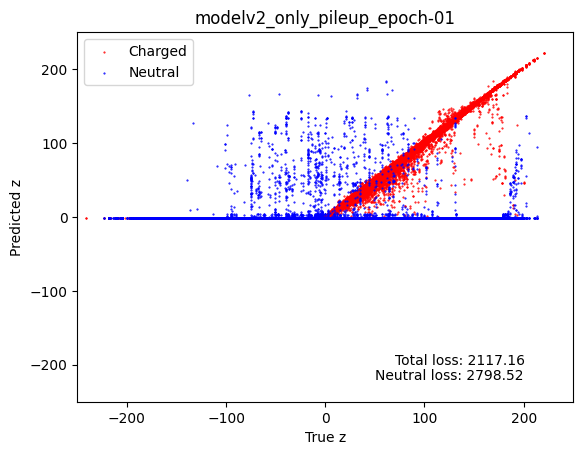 modelv2_only_pileup_epoch-01
Charged
Neutral
Predicted z
200
100
0
−100
−200
Total loss: 2117.16
Neutral loss: 2798.52
−200
−100
0
100
200
True z